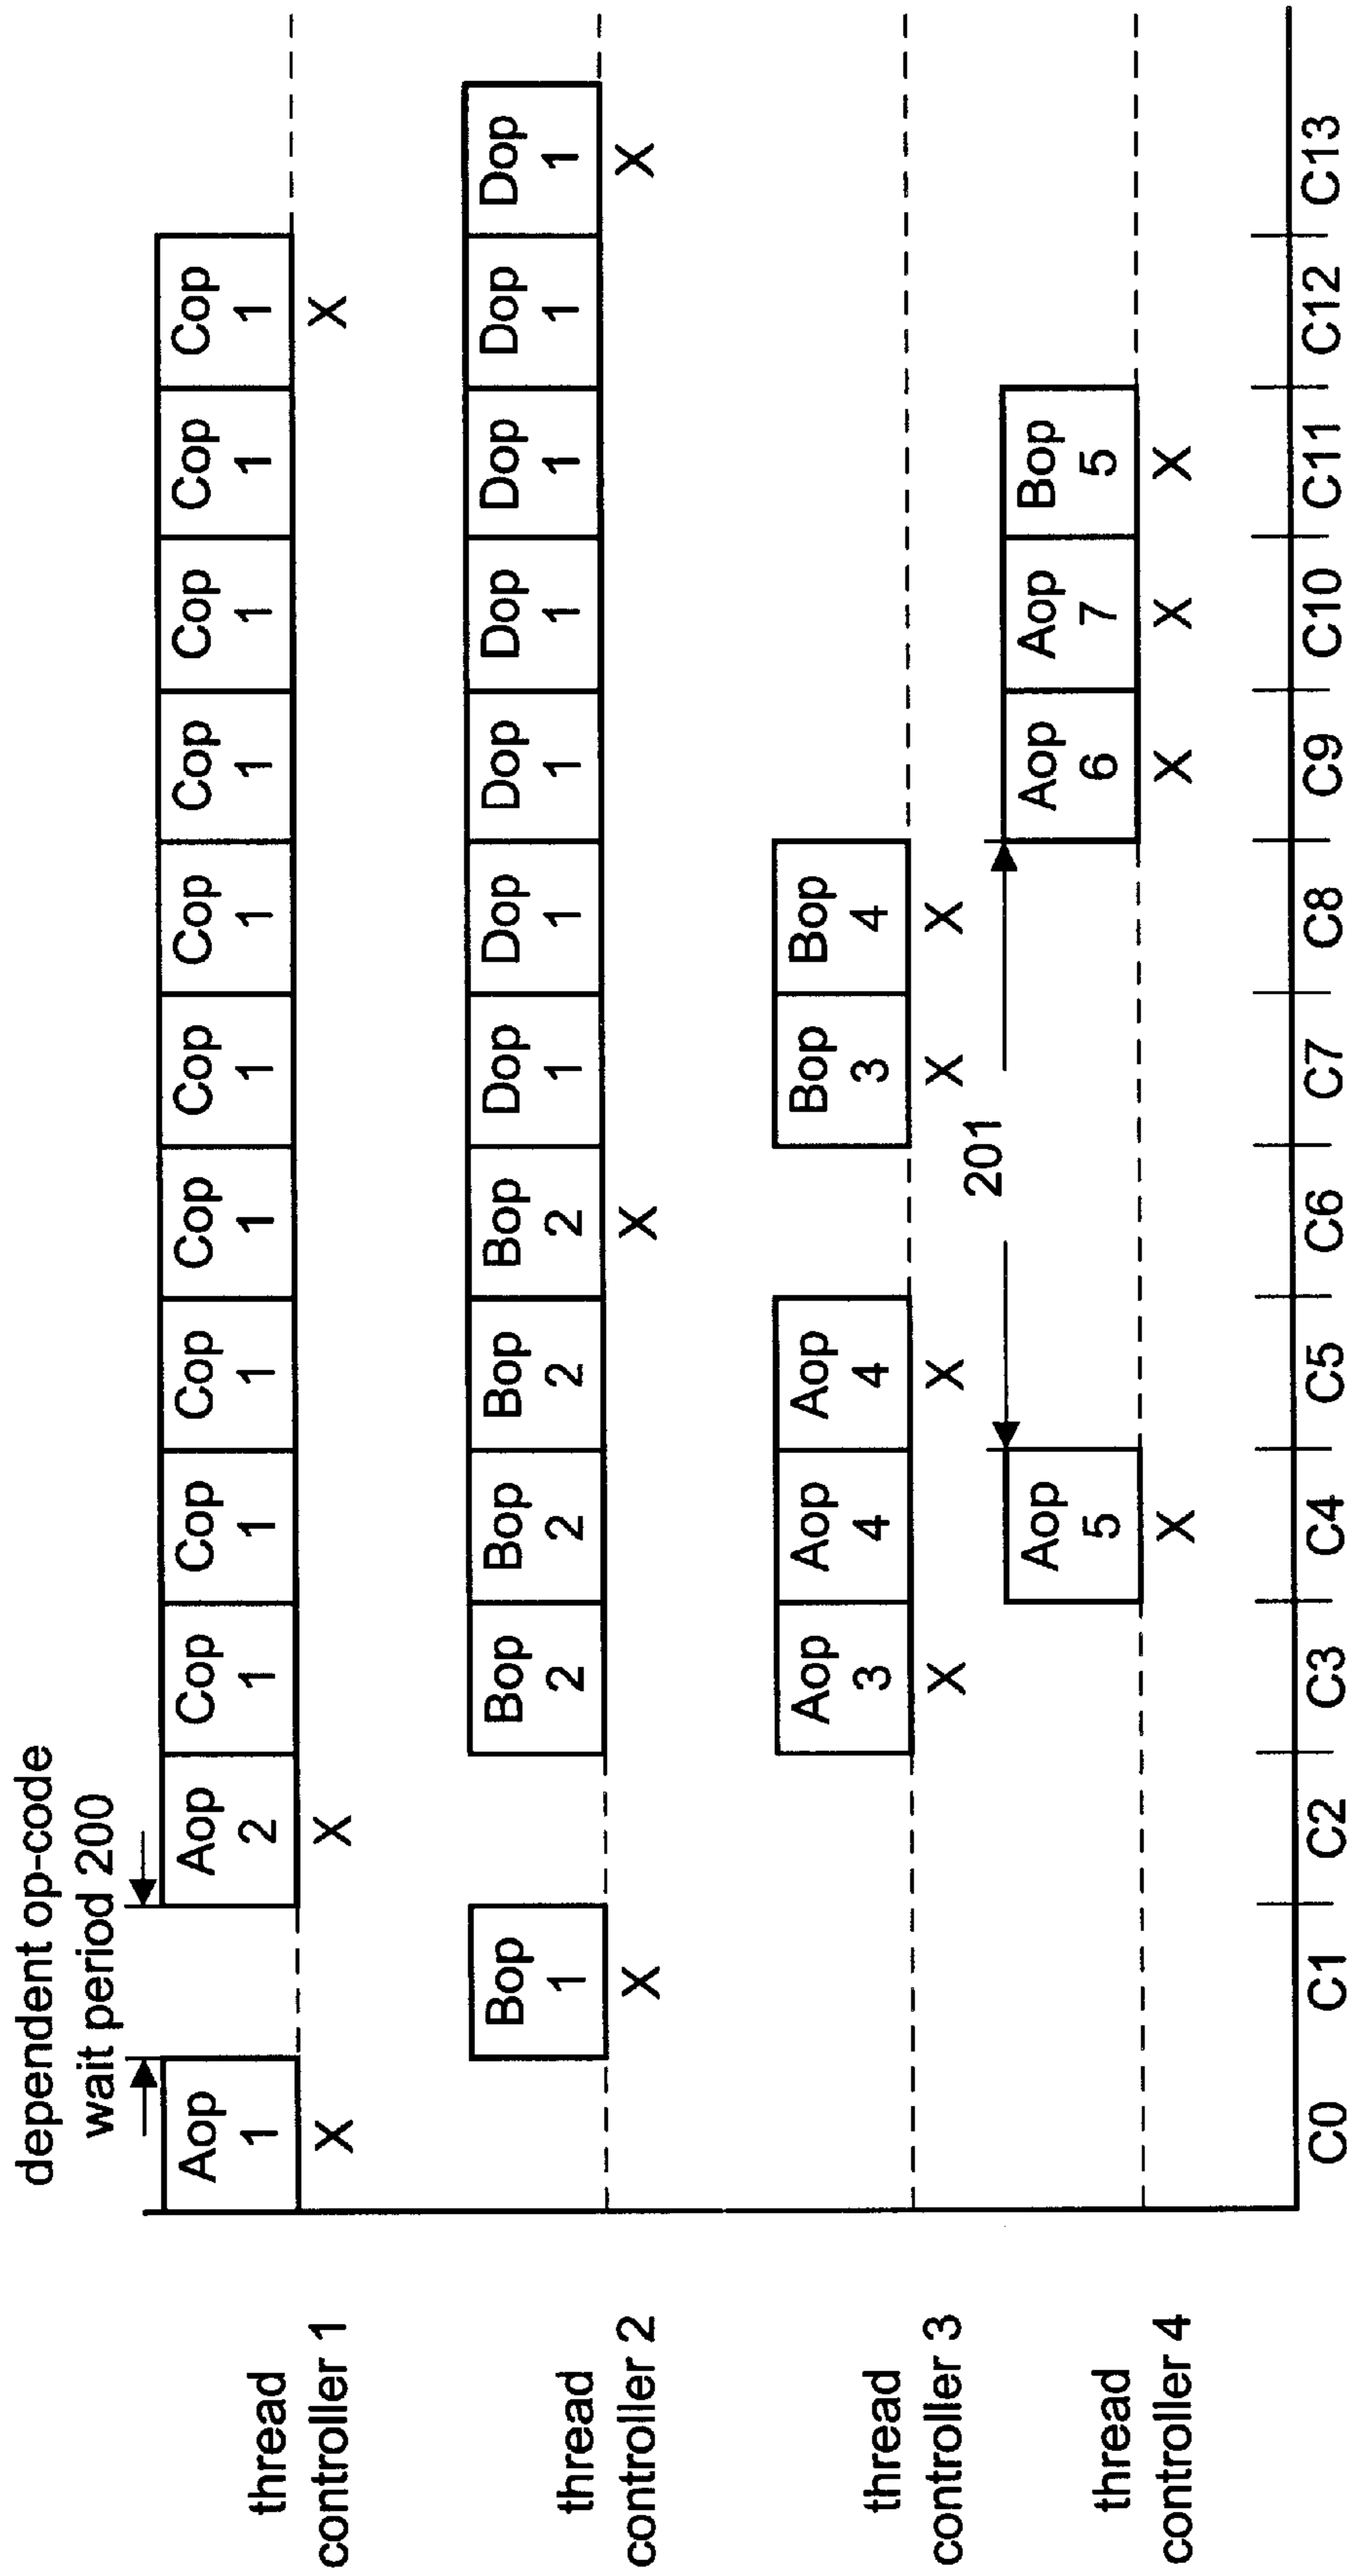 dependent op-code
wait period 200
thread
controller 1
Aop
1
Aop
2
Cop
1
Cop
1
Cop
1
Cop
1
Cop
1
Cop
1
Cop
1
Cop
1
Cop
1
Cop
1
X
X
X
thread
controller 2
Bop
1
Bop
2
Bop
2
Bop
2
Bop
2
Dop
1
Dop
1
Dop
1
Dop
1
Dop
1
Dop
1
Dop
1
X
X
X
thread
controller 3
Aop
3
Aop
4
Aop
4
Bop
3
Bop
4
X
X
X
X
201
thread
controller 4
Aop
5
Aop
6
Aop
7
Bop
5
X
X
X
X
C0 C1 C2 C3 C4 C5 C6 C7 C8 C9 C10 C11 C12 C13